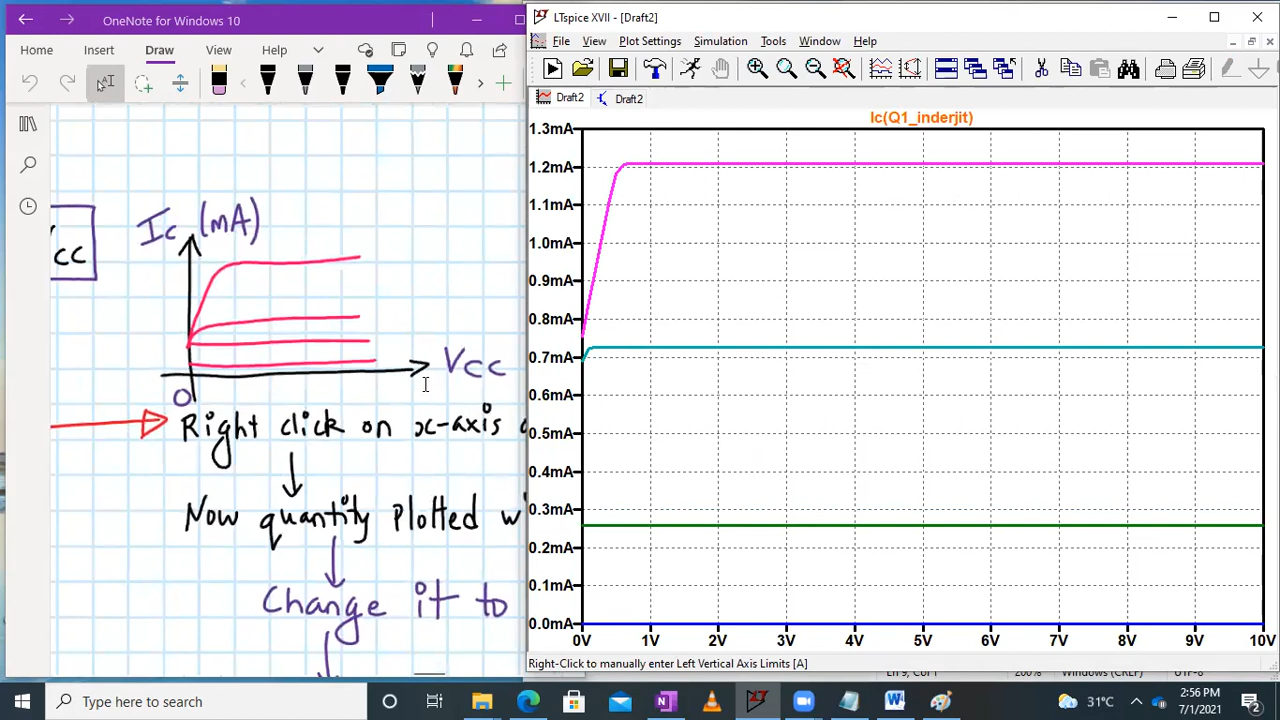 OneNote for Windows 10
Home Insert Draw View Help
CC
Ic (mA)
Vcc
0
Right click on x-axis
Now quantity plotted
Change it to
LTspice XVII - [Draft2]
File View Plot Settings Simulation Tools Window Help
Draft2 Draft2
Ic(Q1_inderjit)
1.3mA
1.2mA
1.1mA
1.0mA
0.9mA
0.8mA
0.7mA
0.6mA
0.5mA
0.4mA
0.3mA
0.2mA
0.1mA
0.0mA
0V 1V 2V 3V 4V 5V 6V 7V 8V 9V 10V
Right-Click to manually enter Left Vertical Axis Limits [A]
Type here to search
31°C
2:56 PM
7/1/2021
2